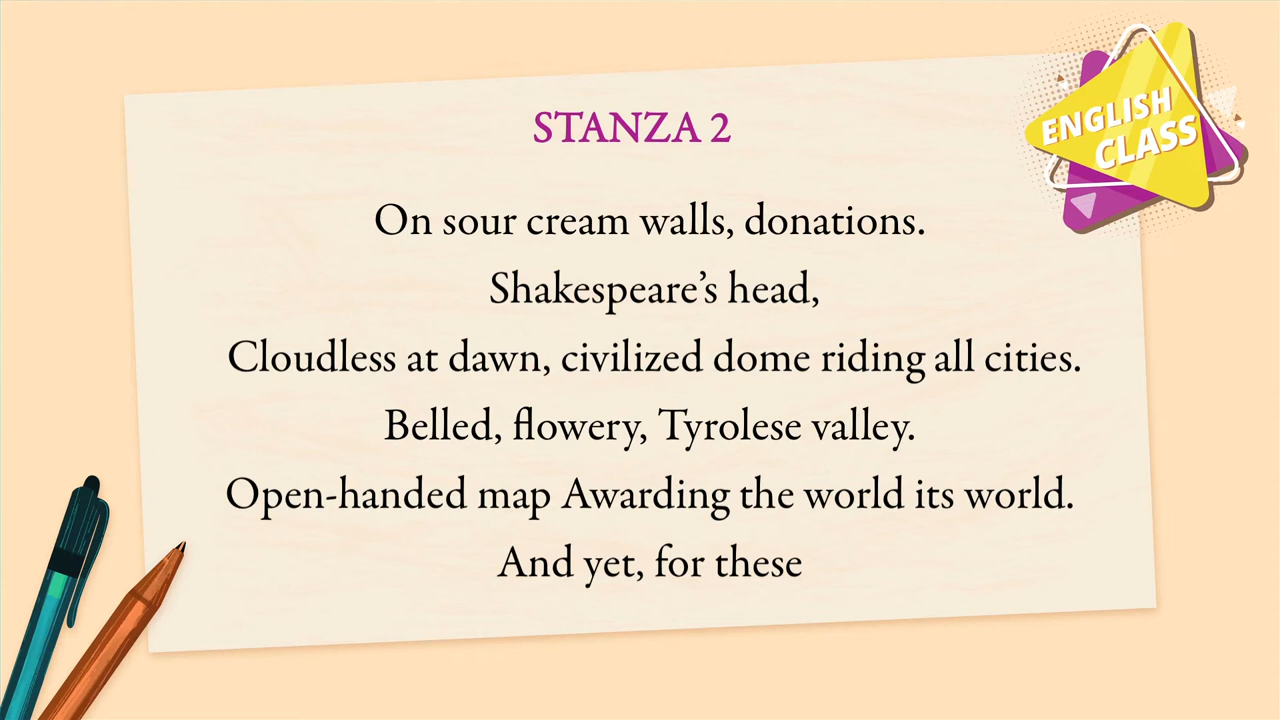 ENGLISH
CLASS
STANZA 2
On sour cream walls, donations.
Shakespeare’s head,
Cloudless at dawn, civilized dome riding all cities.
Belled, flowery, Tyrolese valley.
Open-handed map Awarding the world its world.
And yet, for these